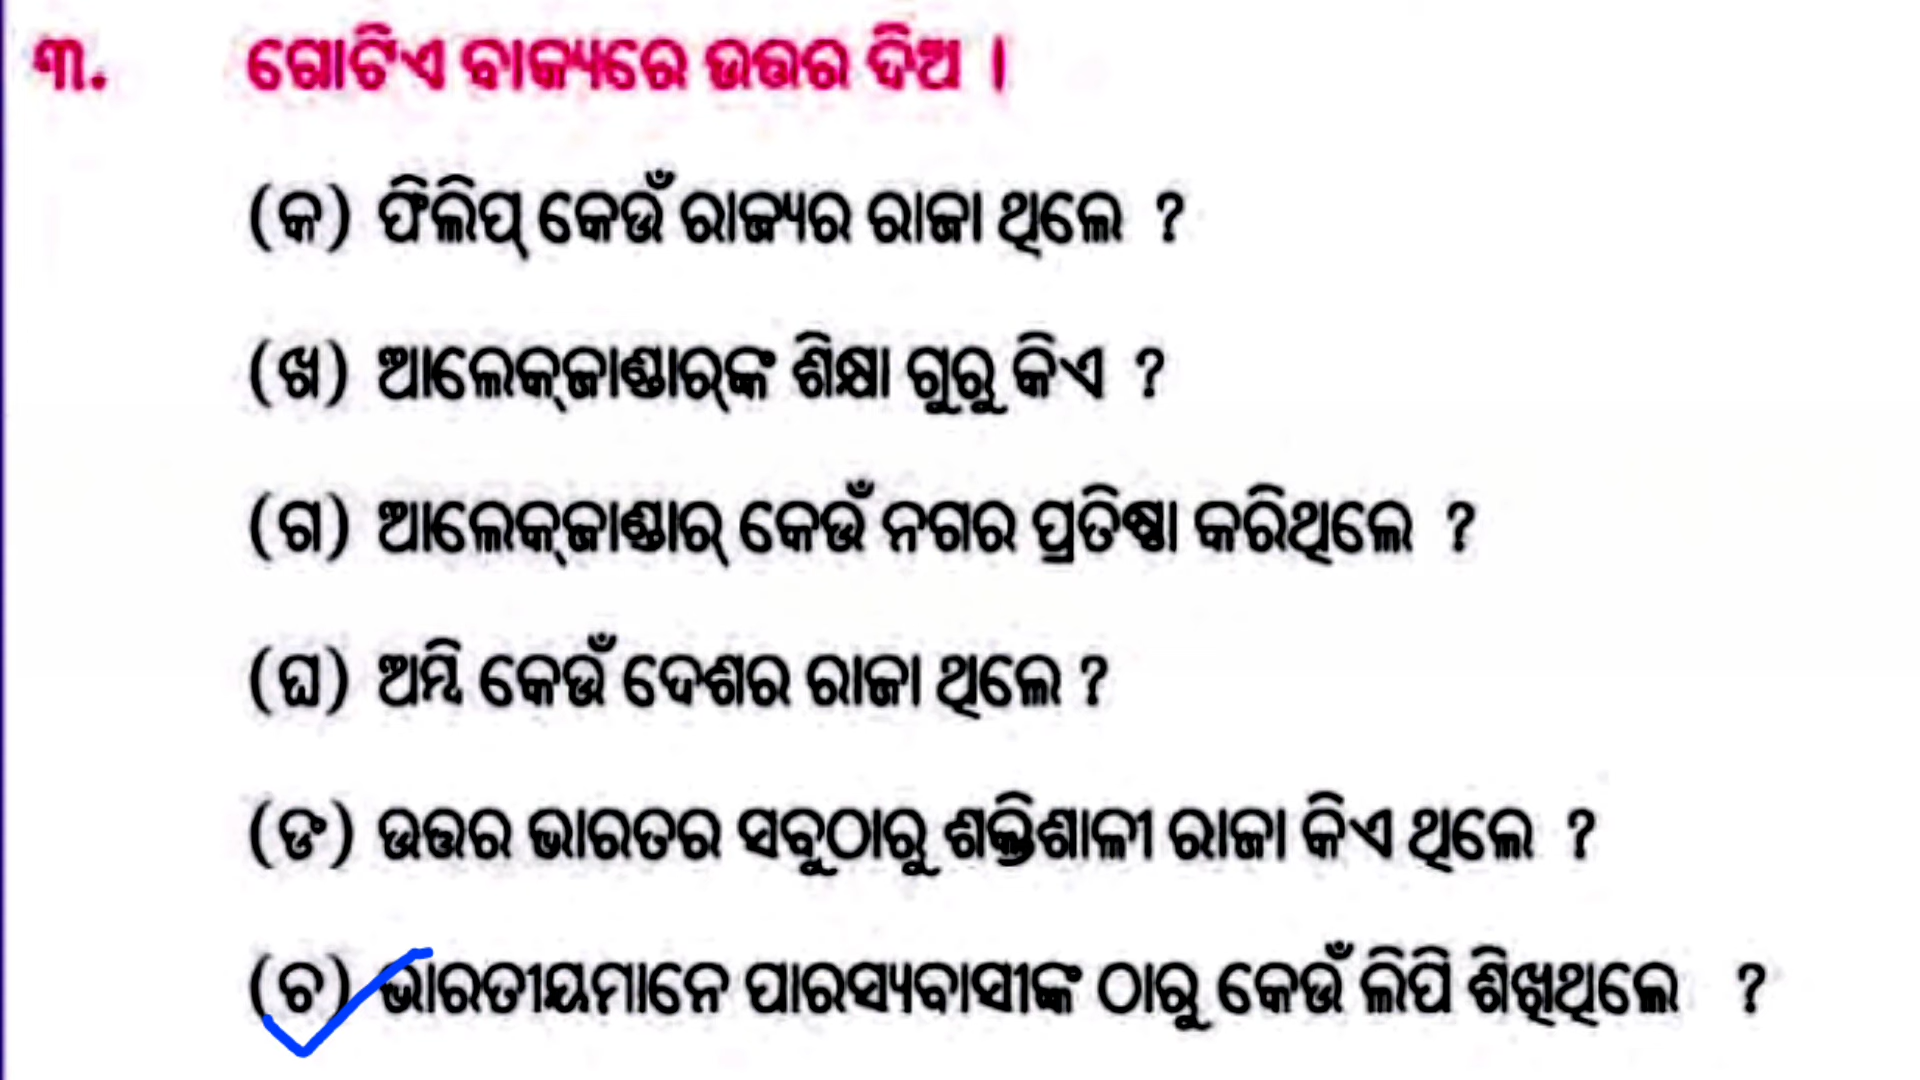 ୩. ଗୋଟିଏ ବାକ୍ୟରେ ଉତ୍ତର ଦିଅ ।
(କ) ଫିଲିପ୍ କେଉଁ ରାଜ୍ୟର ରାଜା ଥିଲେ ?
(ଖ) ଆଲେକ୍‌ଜାଣ୍ଡାର୍‌ଙ୍କ ଶିକ୍ଷା ଗୁରୁ କିଏ ?
(ଗ) ଆଲେକ୍‌ଜାଣ୍ଡାର୍ କେଉଁ ନଗର ପ୍ରତିଷ୍ଠା କରିଥିଲେ ?
(ଘ) ଅମ୍ଭି କେଉଁ ଦେଶର ରାଜା ଥିଲେ ?
(ଙ) ଉତ୍ତର ଭାରତର ସବୁଠାରୁ ଶକ୍ତିଶାଳୀ ରାଜା କିଏ ଥିଲେ ?
(ଚ) ଭାରତୀୟମାନେ ପାରସ୍ୟବାସୀଙ୍କ ଠାରୁ କେଉଁ ଲିପି ଶିଖିଥିଲେ ?